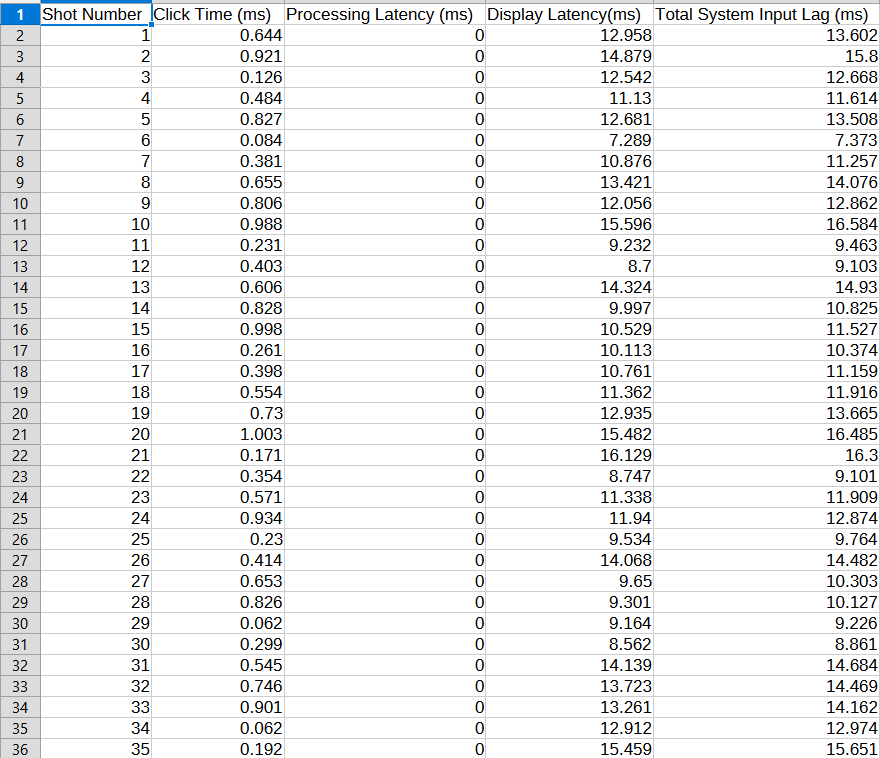 1 Shot Number Click Time (ms) Processing Latency (ms) Display Latency(ms) Total System Input Lag (ms)
2 1 0.644 0 12.958 13.602
3 2 0.921 0 14.879 15.8
4 3 0.126 0 12.542 12.668
5 4 0.484 0 11.13 11.614
6 5 0.827 0 12.681 13.508
7 6 0.084 0 7.289 7.373
8 7 0.381 0 10.876 11.257
9 8 0.655 0 13.421 14.076
10 9 0.806 0 12.056 12.862
11 10 0.988 0 15.596 16.584
12 11 0.231 0 9.232 9.463
13 12 0.403 0 8.7 9.103
14 13 0.606 0 14.324 14.93
15 14 0.828 0 9.997 10.825
16 15 0.998 0 10.529 11.527
17 16 0.261 0 10.113 10.374
18 17 0.398 0 10.761 11.159
19 18 0.554 0 11.362 11.916
20 19 0.73 0 12.935 13.665
21 20 1.003 0 15.482 16.485
22 21 0.171 0 16.129 16.3
23 22 0.354 0 8.747 9.101
24 23 0.571 0 11.338 11.909
25 24 0.934 0 11.94 12.874
26 25 0.23 0 9.534 9.764
27 26 0.414 0 14.068 14.482
28 27 0.653 0 9.65 10.303
29 28 0.826 0 9.301 10.127
30 29 0.062 0 9.164 9.226
31 30 0.299 0 8.562 8.861
32 31 0.545 0 14.139 14.684
33 32 0.746 0 13.723 14.469
34 33 0.901 0 13.261 14.162
35 34 0.062 0 12.912 12.974
36 35 0.192 0 15.459 15.651